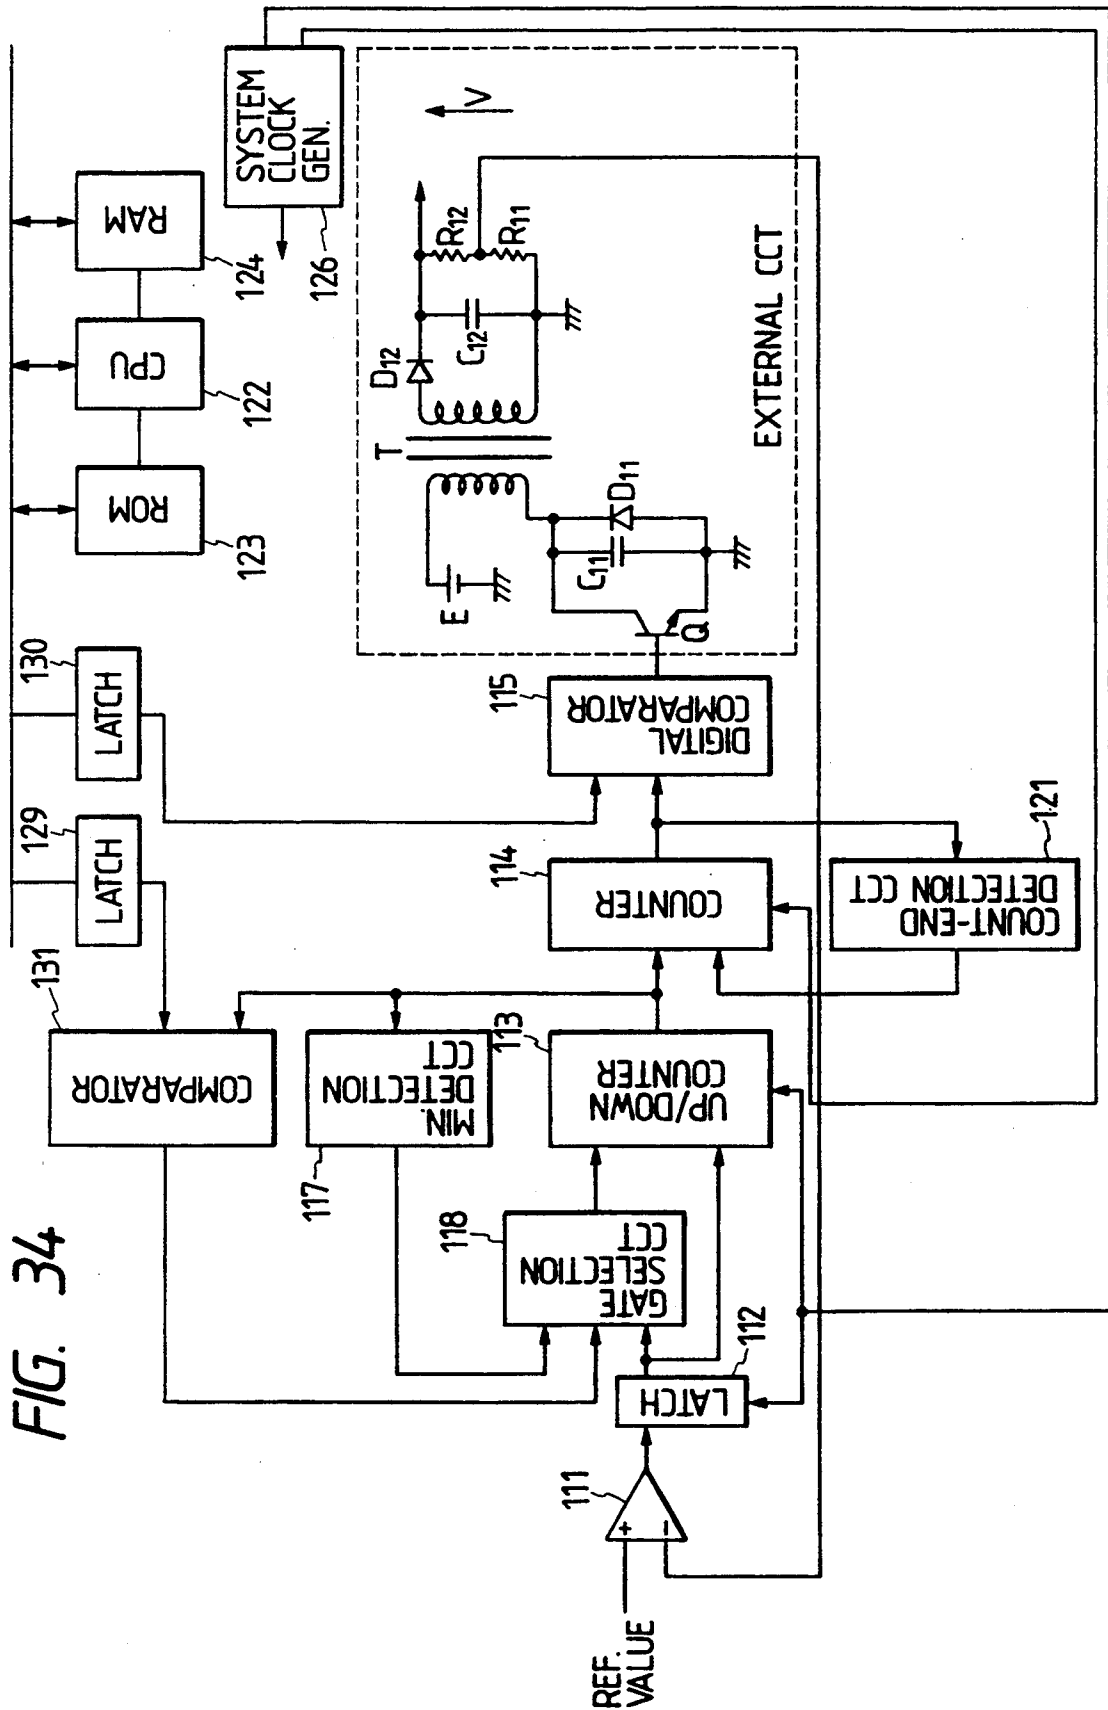 FIG. 34
REF.
VALUE
111
LATCH
112
GATE
SELECTION
CCT
118
UP/DOWN
COUNTER
113
MIN.
DETECTION
CCT
117
COMPARATOR
131
LATCH
129
LATCH
130
COUNTER
114
COUNT-END
DETECTION CCT
121
DIGITAL
COMPARATOR
115
ROM
123
CPU
122
RAM
124
SYSTEM
CLOCK
GEN.
126
EXTERNAL CCT
E
Q
C11
D11
T
D12
C12
R12
R11
V
+
−